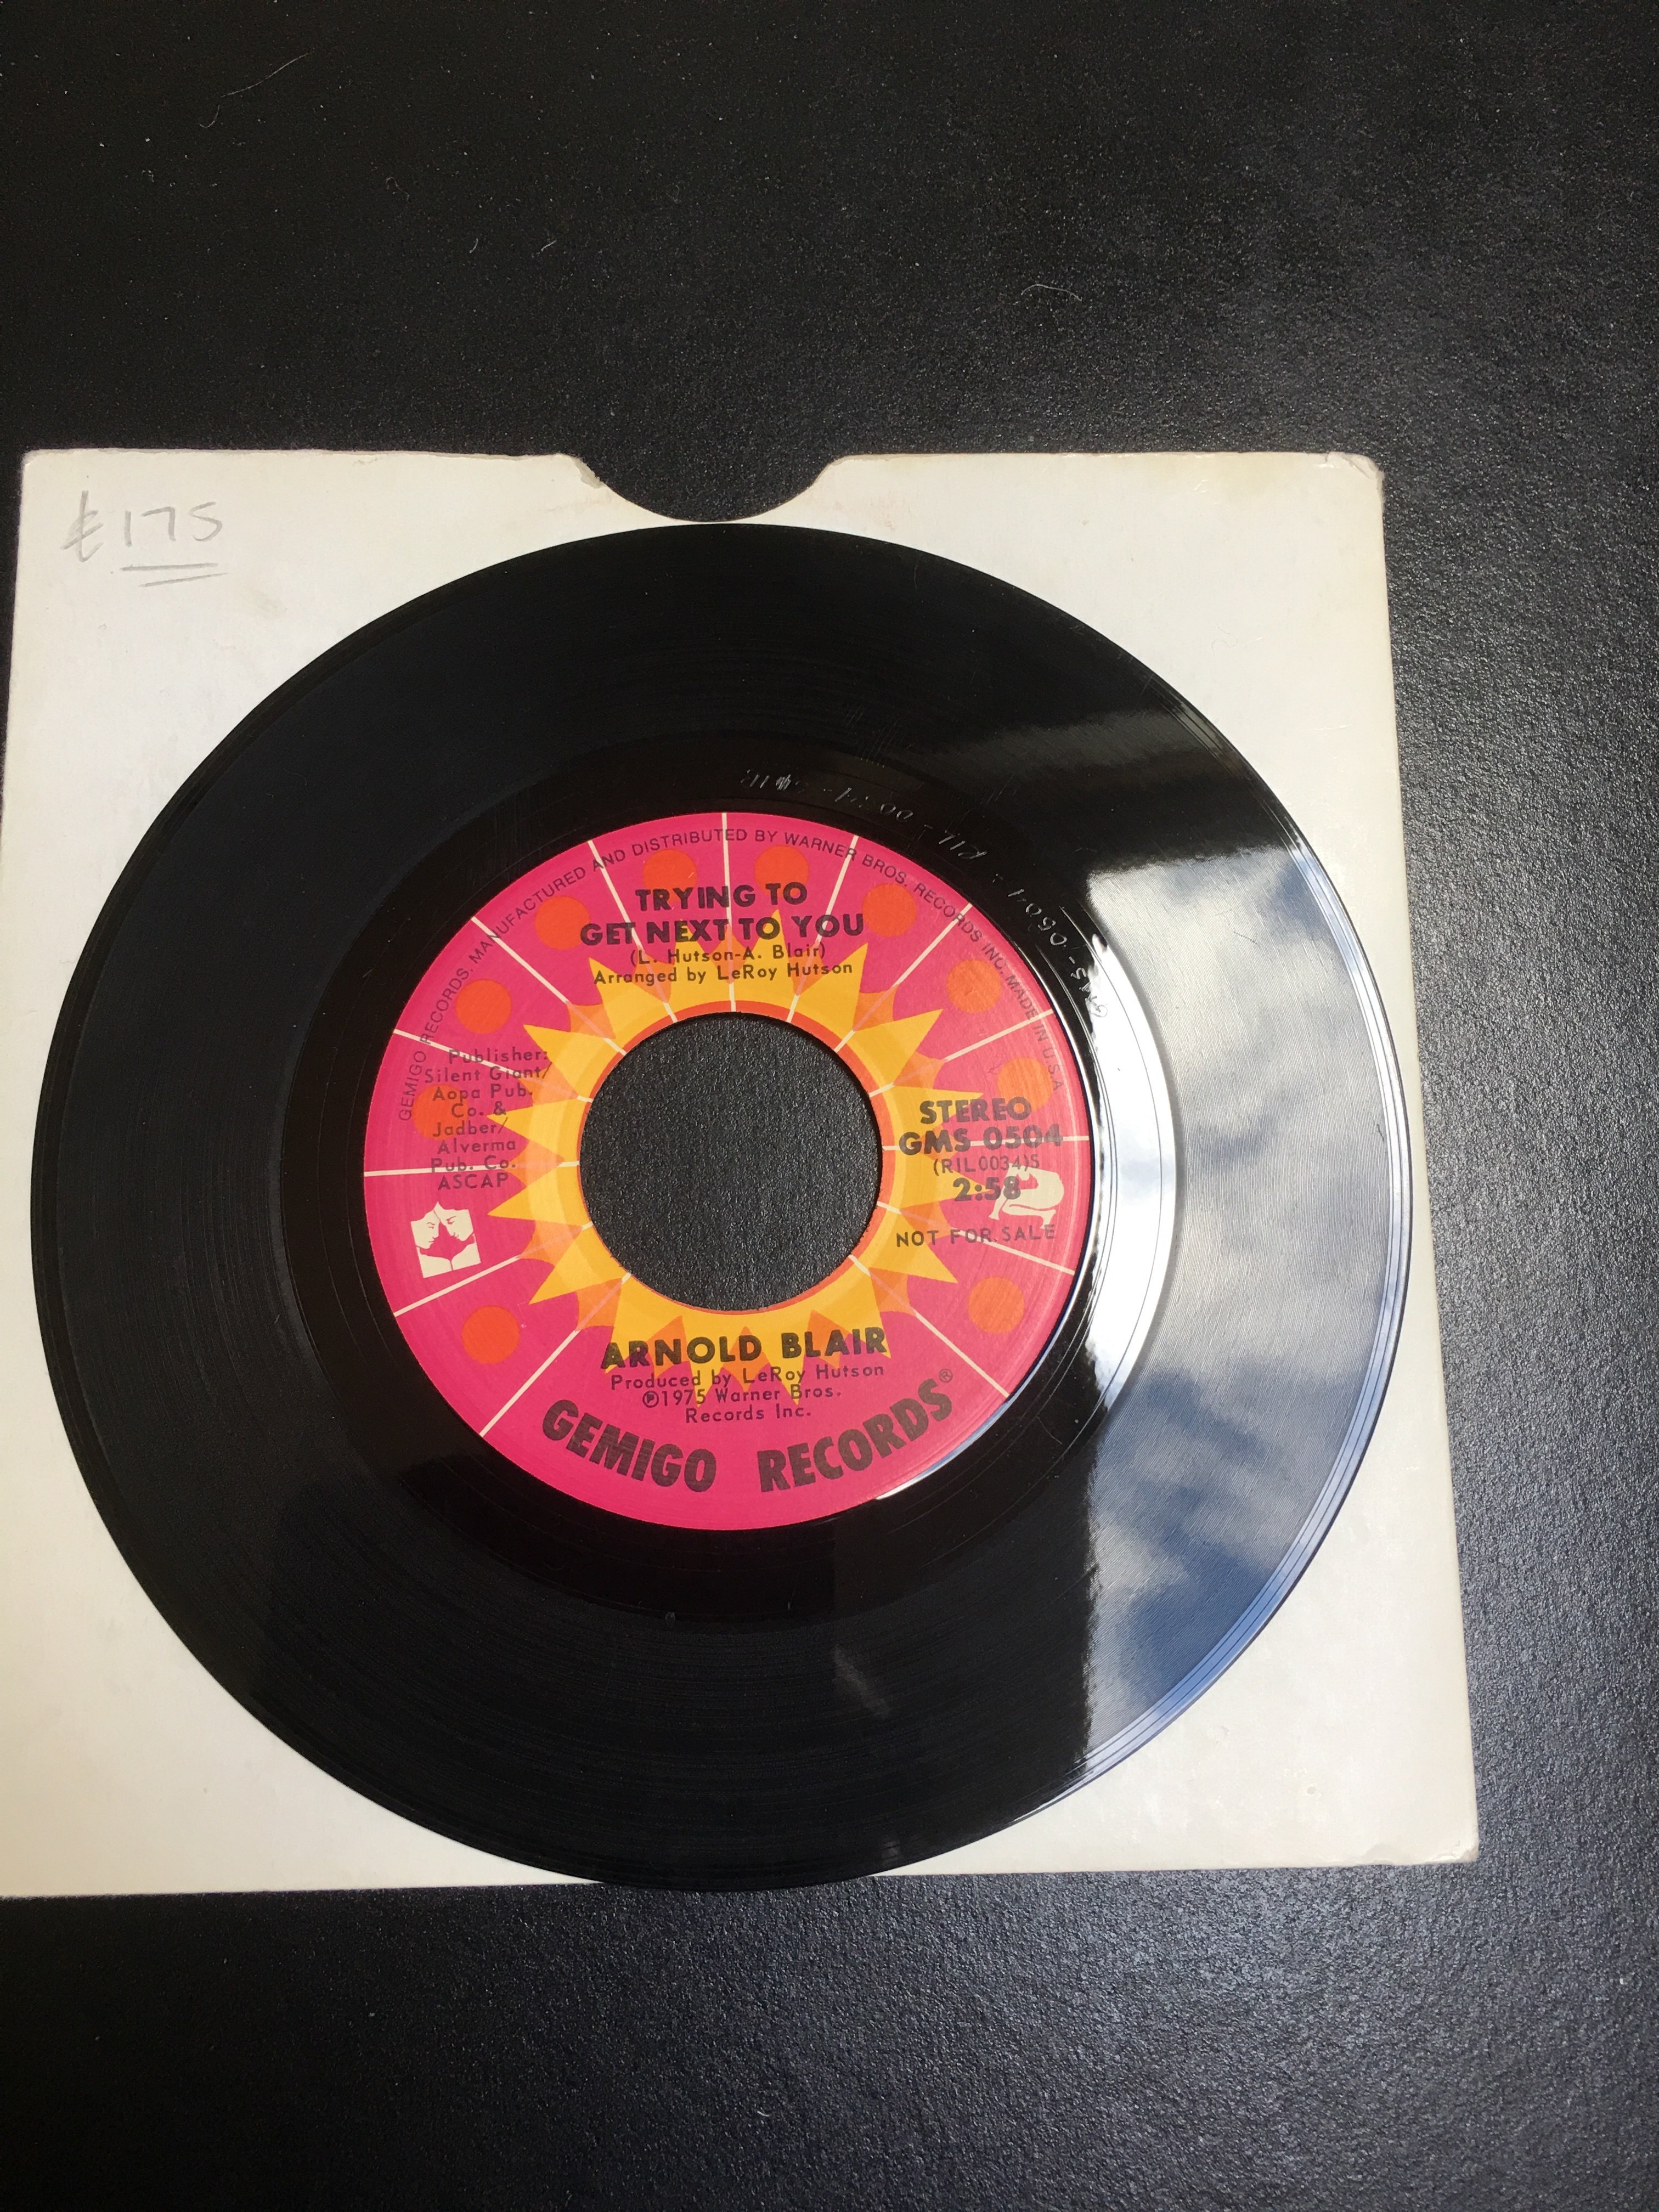 £175
GEMIGO RECORDS. MANUFACTURED AND DISTRIBUTED BY WARNER BROS. RECORDS INC. MADE IN U.S.A.
TRYING TO
GET NEXT TO YOU
(L. Hutson-A. Blair)
Arranged by LeRoy Hutson
Publisher:
Silent Giant/
Aopa Pub.
Co. &
Jadber/
Alverma
Pub. Co.
ASCAP
STEREO
GMS 0504
(RIL0034)S
2:58
NOT FOR SALE
ARNOLD BLAIR
Produced by LeRoy Hutson
Ⓟ1975 Warner Bros.
Records Inc.
GEMIGO RECORDS®